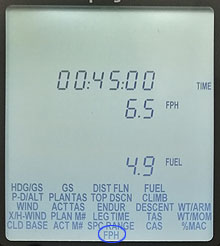 00:45:00 TIME
6.5 FPH
4.9 FUEL
HDG/GS GS DIST FLN FUEL
P-D/ALT PLAN TAS TOP DSCN CLIMB
WIND ACT TAS ENDUR DESCENT WT/ARM
X/H-WIND PLAN M# LEG TIME TAS WT/MOM
CLD BASE ACT M# SPC RANGE CAS %MAC
FPH